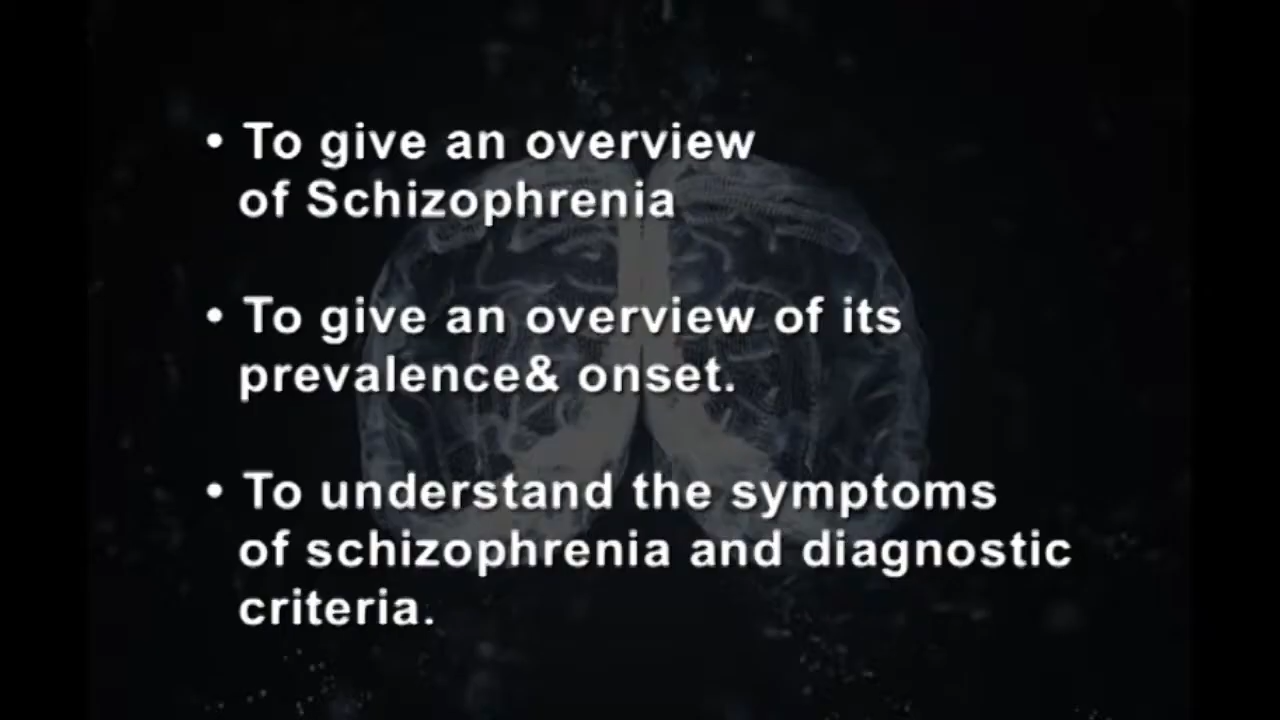 • To give an overview
of Schizophrenia
• To give an overview of its
prevalence& onset.
• To understand the symptoms
of schizophrenia and diagnostic
criteria.